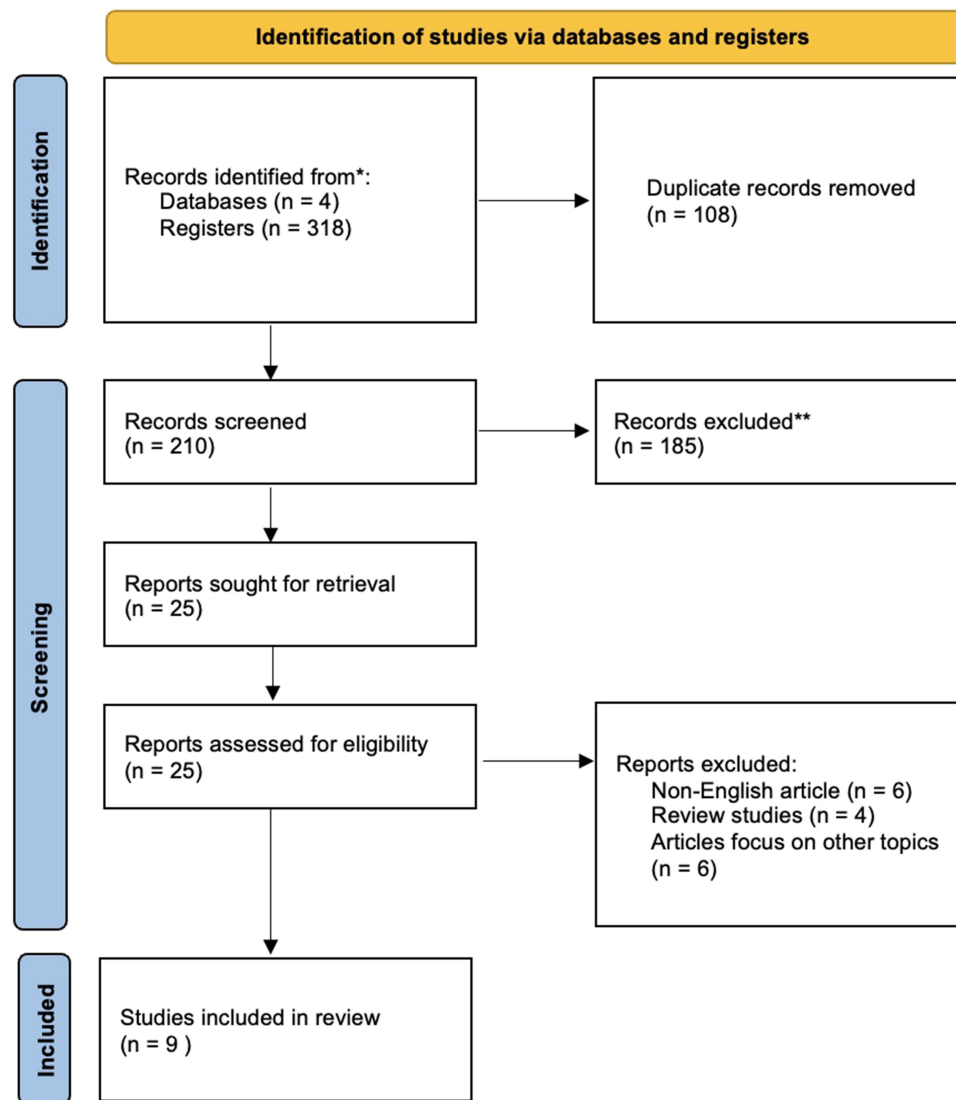 Identification of studies via databases and registers
Identification
Records identified from*:
Databases (n = 4)
Registers (n = 318)
Duplicate records removed
(n = 108)
Screening
Records screened
(n = 210)
Records excluded**
(n = 185)
Reports sought for retrieval
(n = 25)
Reports assessed for eligibility
(n = 25)
Reports excluded:
Non-English article (n = 6)
Review studies (n = 4)
Articles focus on other topics
(n = 6)
Included
Studies included in review
(n = 9 )